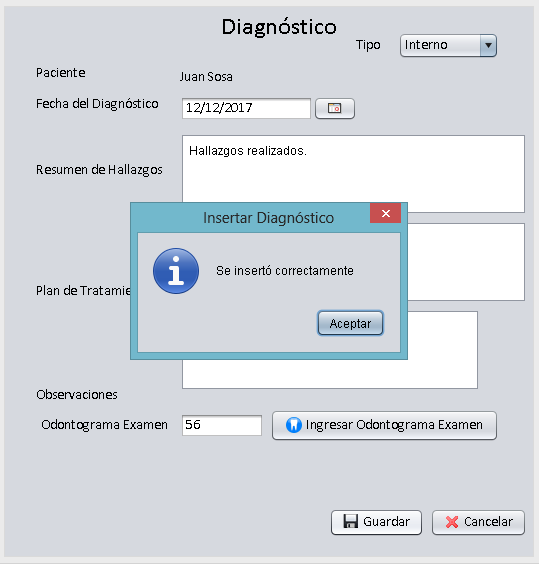 Diagnóstico
Tipo Interno
Paciente Juan Sosa
Fecha del Diagnóstico 12/12/2017
Resumen de Hallazgos Hallazgos realizados.
Insertar Diagnóstico
Se insertó correctamente
Plan de Tratamie
Aceptar
Observaciones
Odontograma Examen 56 Ingresar Odontograma Examen
Guardar Cancelar